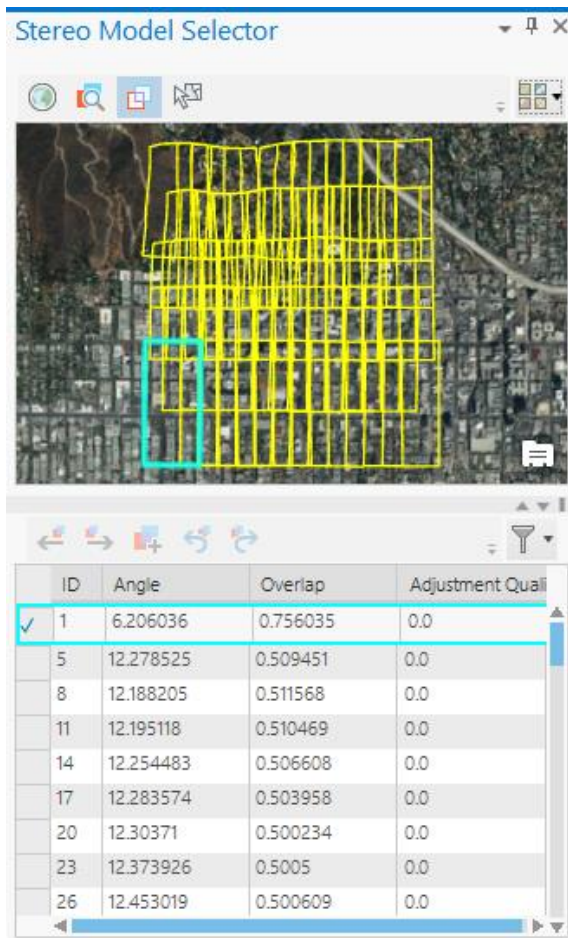 Stereo Model Selector
ID Angle Overlap Adjustment Quali
1 6.206036 0.756035 0.0
5 12.278525 0.509451 0.0
8 12.188205 0.511568 0.0
11 12.195118 0.510469 0.0
14 12.254483 0.506608 0.0
17 12.283574 0.503958 0.0
20 12.30371 0.500234 0.0
23 12.373926 0.5005 0.0
26 12.453019 0.500609 0.0